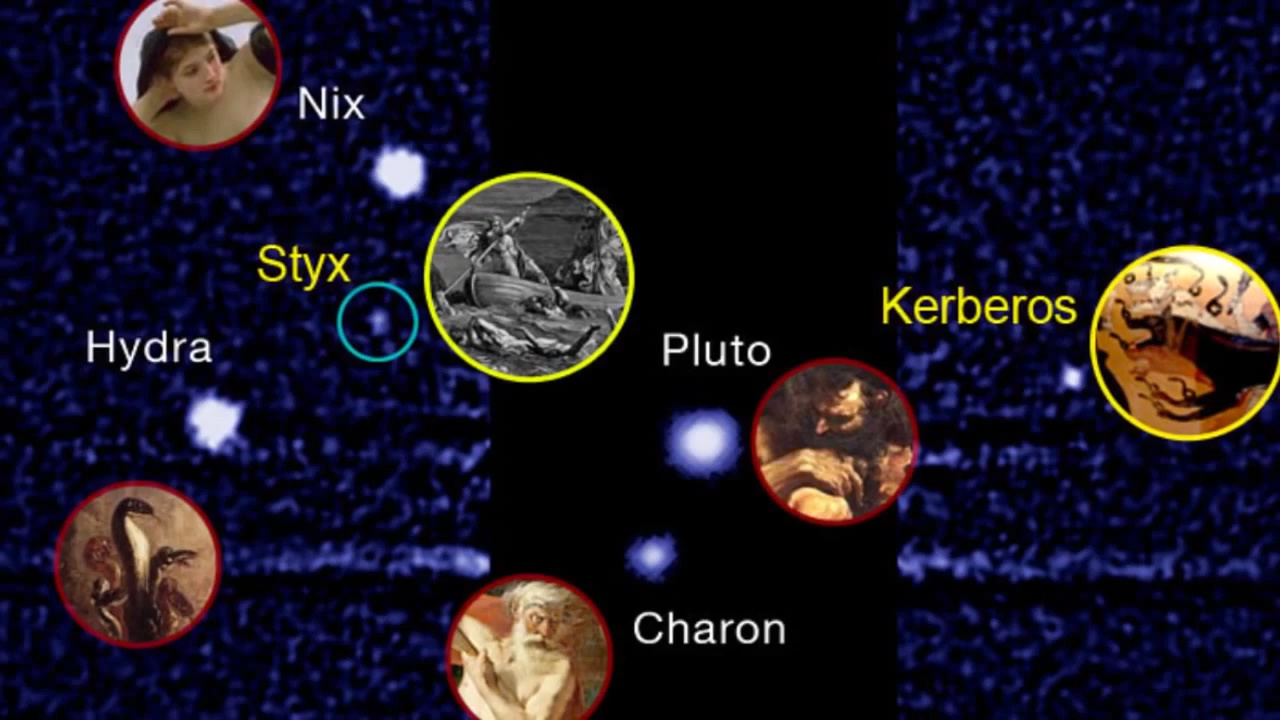 Nix
Styx
Hydra
Pluto
Kerberos
Charon